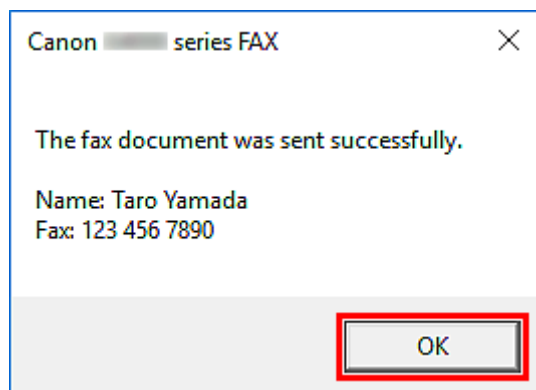 Canon series FAX
The fax document was sent successfully.
Name: Taro Yamada
Fax: 123 456 7890
OK